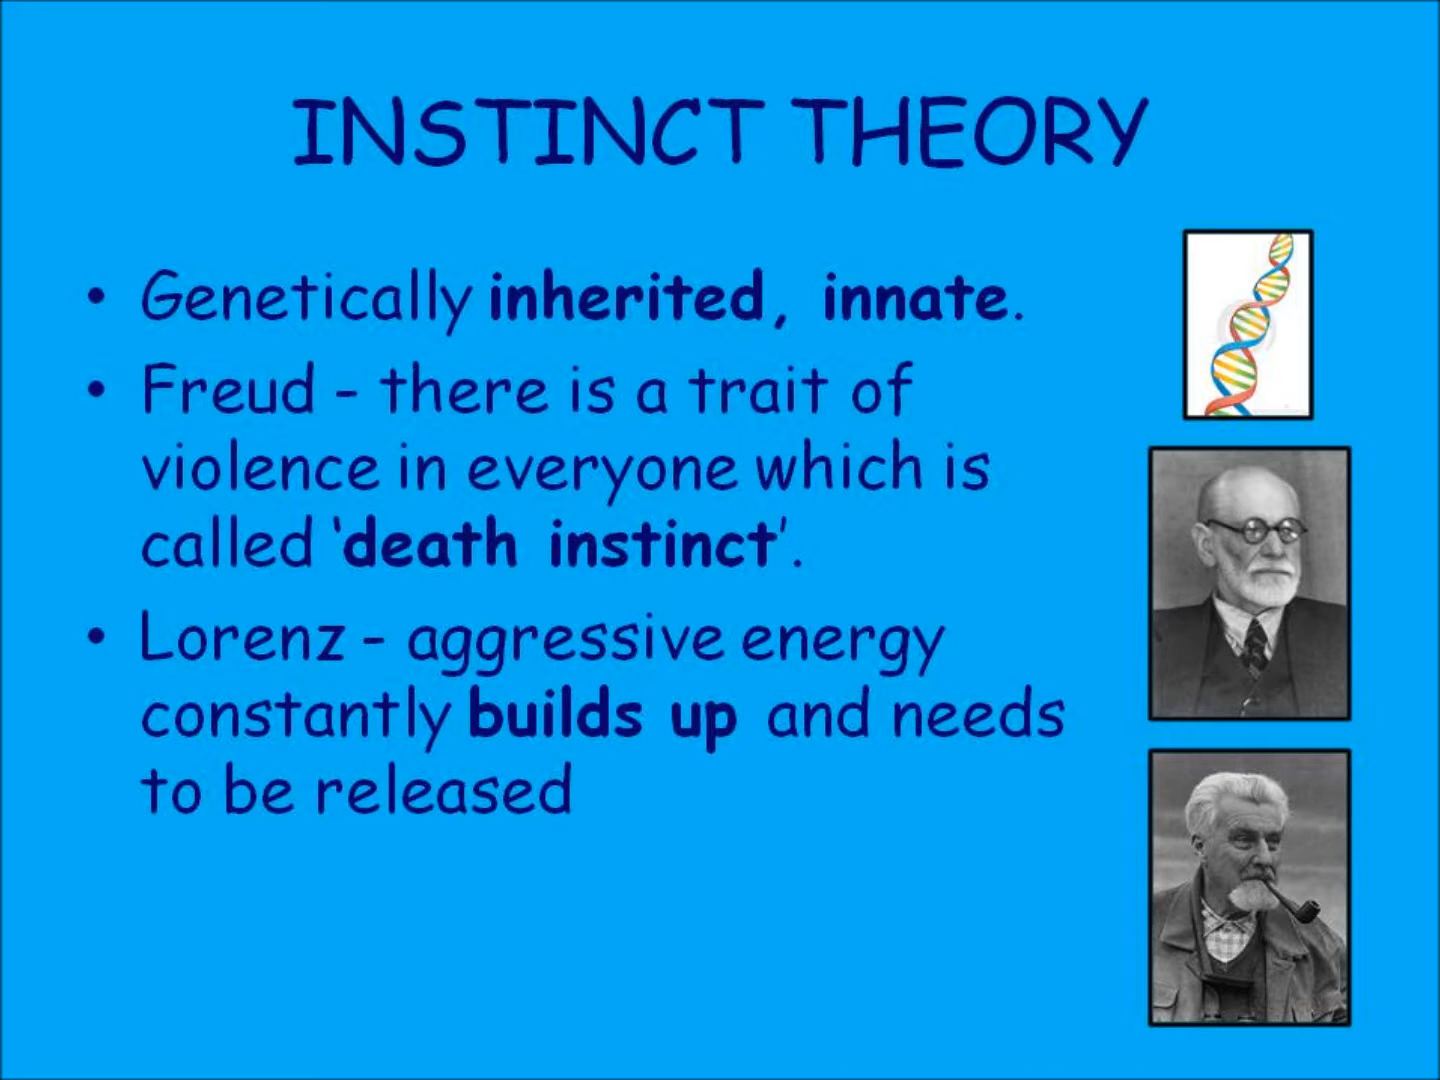 INSTINCT THEORY
• Genetically inherited, innate.
• Freud - there is a trait of
violence in everyone which is
called ‘death instinct’.
• Lorenz - aggressive energy
constantly builds up and needs
to be released